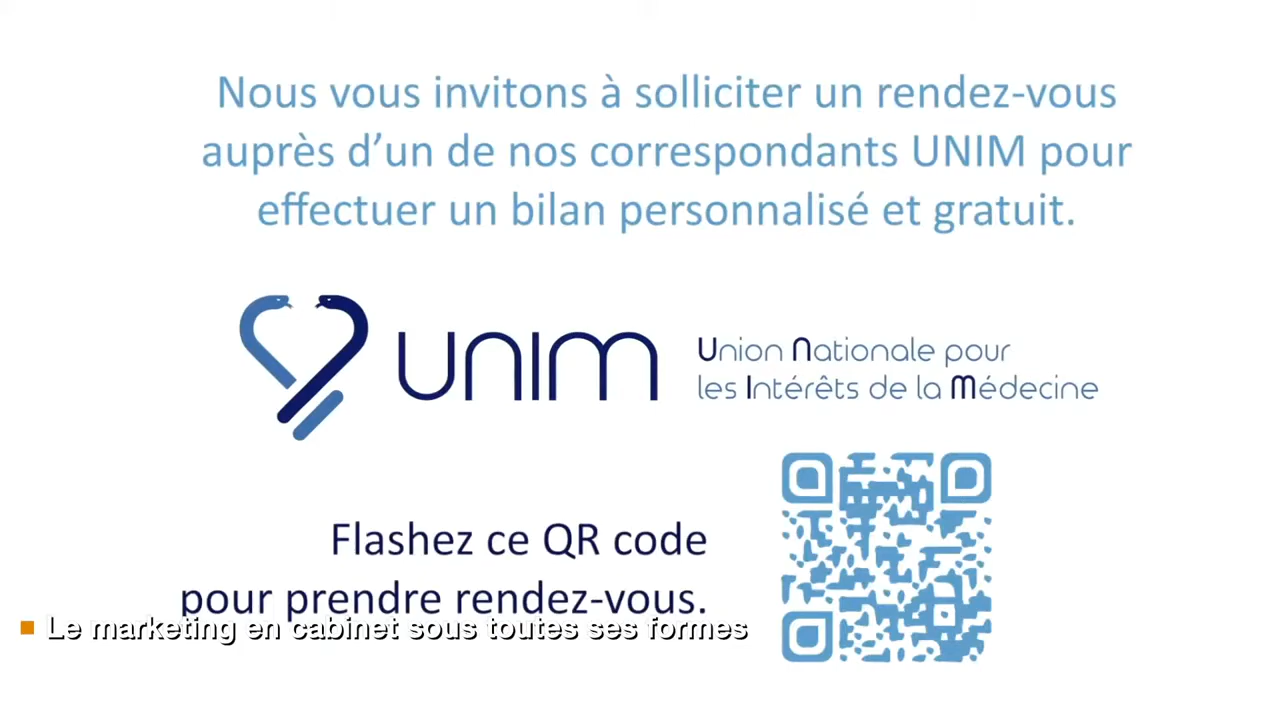 Nous vous invitons à solliciter un rendez-vous
auprès d’un de nos correspondants UNIM pour
effectuer un bilan personnalisé et gratuit.
UNIM
Union Nationale pour
les Intérêts de la Médecine
Flashez ce QR code
pour prendre rendez-vous.
Le marketing en cabinet sous toutes ses formes